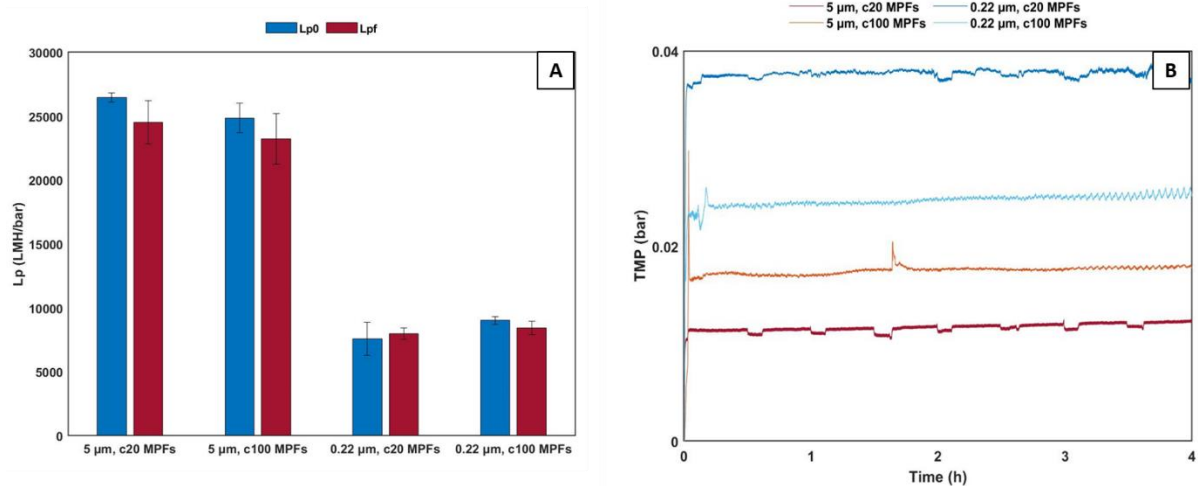 Lp0 Lpf
A
30000
25000
20000
15000
10000
5000
0
Lp (LMH/bar)
5 µm, c20 MPFs 5 µm, c100 MPFs 0.22 µm, c20 MPFs 0.22 µm, c100 MPFs
5 µm, c20 MPFs 0.22 µm, c20 MPFs
5 µm, c100 MPFs 0.22 µm, c100 MPFs
B
0.04
0.02
0
TMP (bar)
0 1 2 3 4
Time (h)